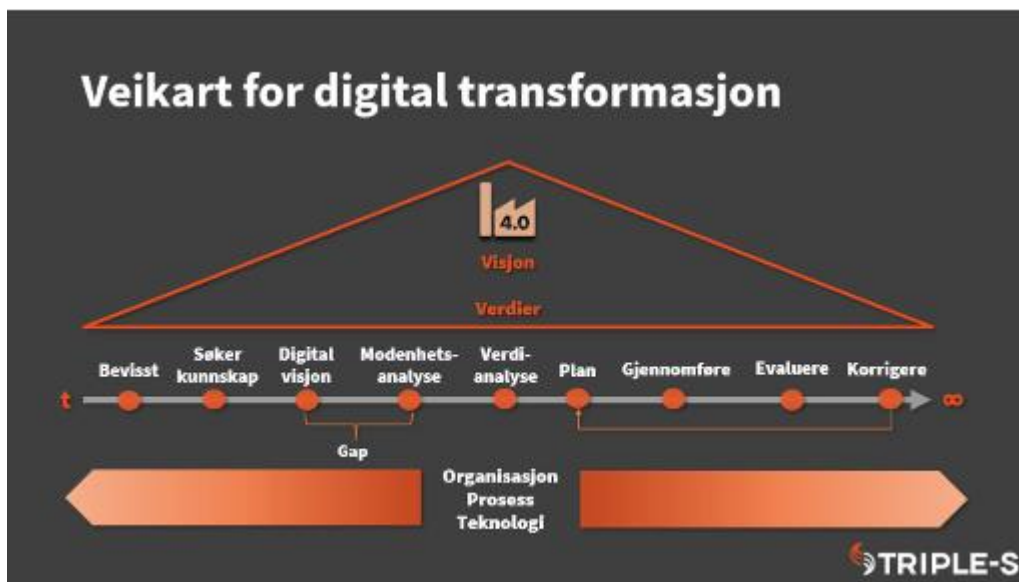 Veikart for digital transformasjon
4.0
Visjon
Verdier
Bevisst
Søker
kunnskap
Digital
visjon
Modenhets-
analyse
Verdi-
analyse
Plan
Gjennomføre
Evaluere
Korrigere
t
∞
Gap
Organisasjon
Prosess
Teknologi
TRIPLE-S